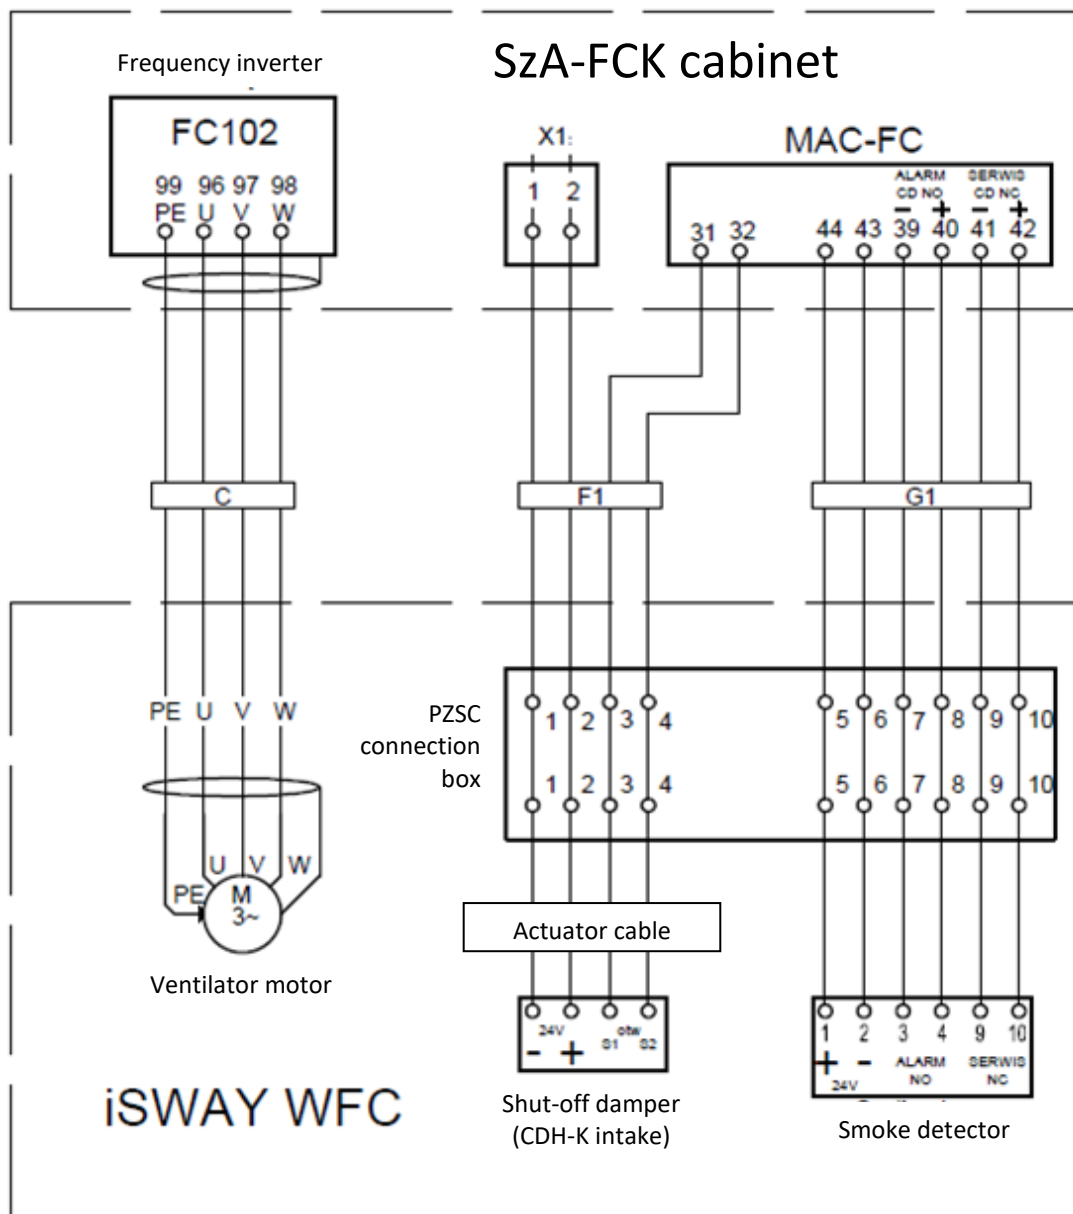 SzA-FCK cabinet
Frequency inverter
FC102
99 96 97 98
PE U V W
X1:
1 2
MAC-FC
ALARM SERWIS
CD NO CD NC
− + − +
31 32 44 43 39 40 41 42
C
F1
G1
PE U V W
PZSC
connection
box
1 2 3 4 5 6 7 8 9 10
1 2 3 4 5 6 7 8 9 10
U V W
PE M
3~
Ventilator motor
Actuator cable
24V otw
− + S1 S2
Shut-off damper
(CDH-K intake)
1 2 3 4 9 10
+ − ALARM SERWIS
24V NO NC
Smoke detector
iSWAY WFC